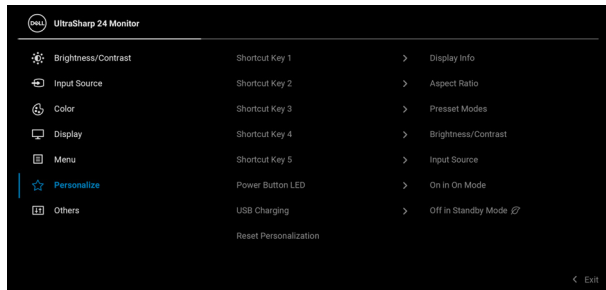 DELL UltraSharp 24 Monitor
Brightness/Contrast Shortcut Key 1 > Display Info
Input Source Shortcut Key 2 > Aspect Ratio
Color Shortcut Key 3 > Presset Modes
Display Shortcut Key 4 > Brightness/Contrast
Menu Shortcut Key 5 > Input Source
Personalize Power Button LED > On in On Mode
Others USB Charging > Off in Standby Mode
Reset Personalization
< Exit